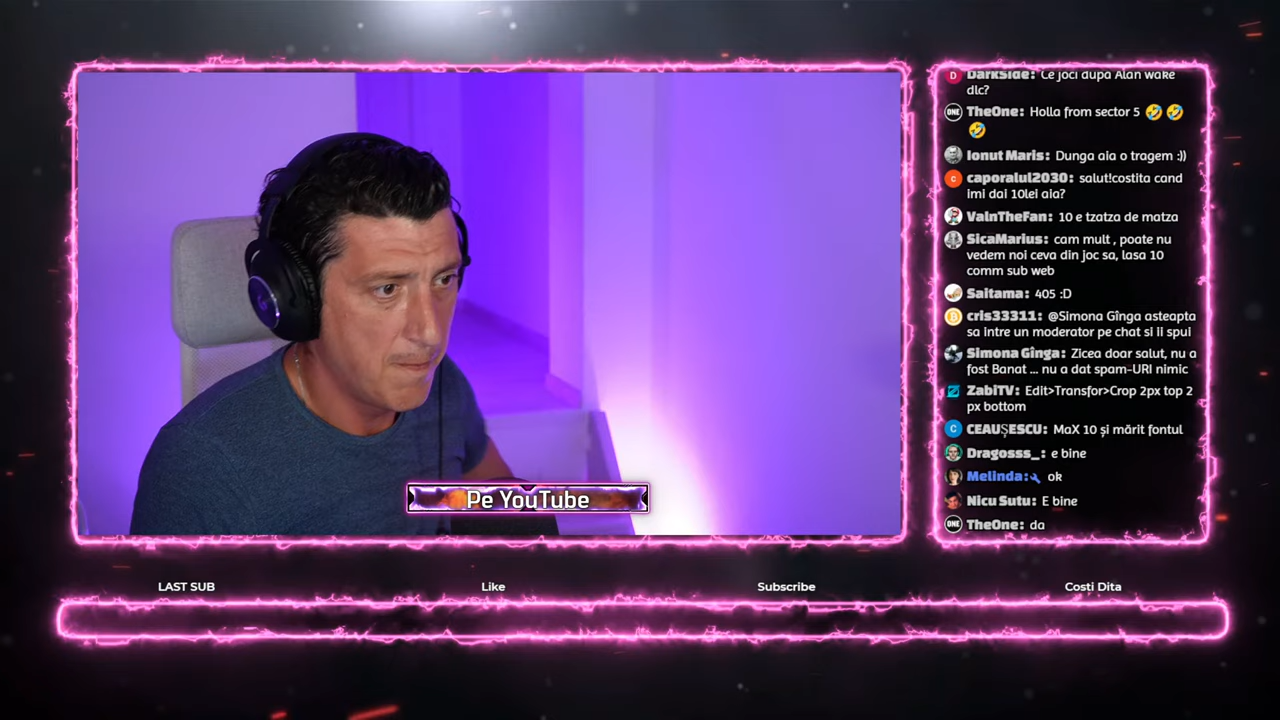 DarkSide: Ce joci dupa Alan wake
dlc?
ONE TheOne: Holla from sector 5 🤣 🤣
🤣
Ionut Maris: Dunga aia o tragem :))
c caporalul2030: salut!costita cand
imi dai 10lei aia?
ValnTheFan: 10 e tzatza de matza
SicaMarius: cam mult , poate nu
vedem noi ceva din joc sa, lasa 10
comm sub web
Saitama: 405 :D
cris33311: @Simona Gînga asteapta
sa intre un moderator pe chat si ii spui
Simona Gînga: Zicea doar salut, nu a
fost Banat ... nu a dat spam-URI nimic
ZabiTV: Edit>Transfor>Crop 2px top 2
px bottom
C CEAUȘESCU: MaX 10 și mărit fontul
Dragosss_: e bine
Melinda: ok
Nicu Sutu: E bine
ONE TheOne: da
Pe YouTube
LAST SUB Like Subscribe Costi Dita